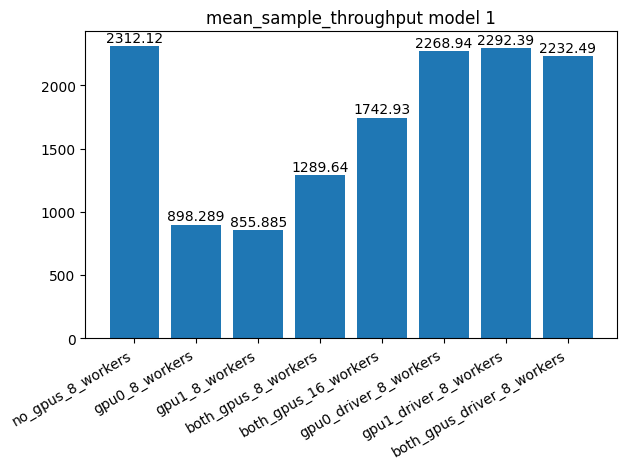 mean_sample_throughput model 1
2312.12
898.289
855.885
1289.64
1742.93
2268.94
2292.39
2232.49
2000
1500
1000
500
0
no_gpus_8_workers
gpu0_8_workers
gpu1_8_workers
both_gpus_8_workers
both_gpus_16_workers
gpu0_driver_8_workers
gpu1_driver_8_workers
both_gpus_driver_8_workers